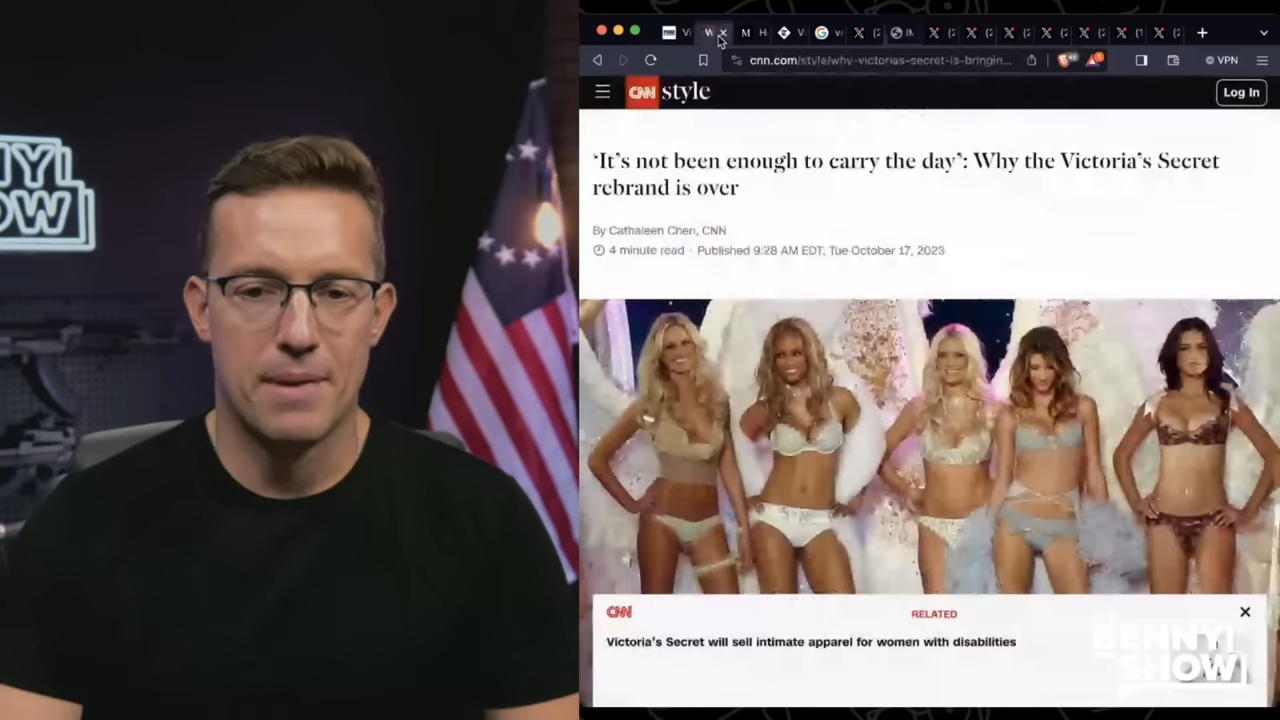 NY!
OW
cnn.com/style/why-victorias-secret-is-bringin...
VPN
CNN style
Log In
'It's not been enough to carry the day': Why the Victoria's Secret
rebrand is over
By Cathaleen Chen, CNN
4 minute read · Published 9:28 AM EDT, Tue October 17, 2023
CNN
RELATED
Victoria's Secret will sell intimate apparel for women with disabilities
BENNY
SHOW